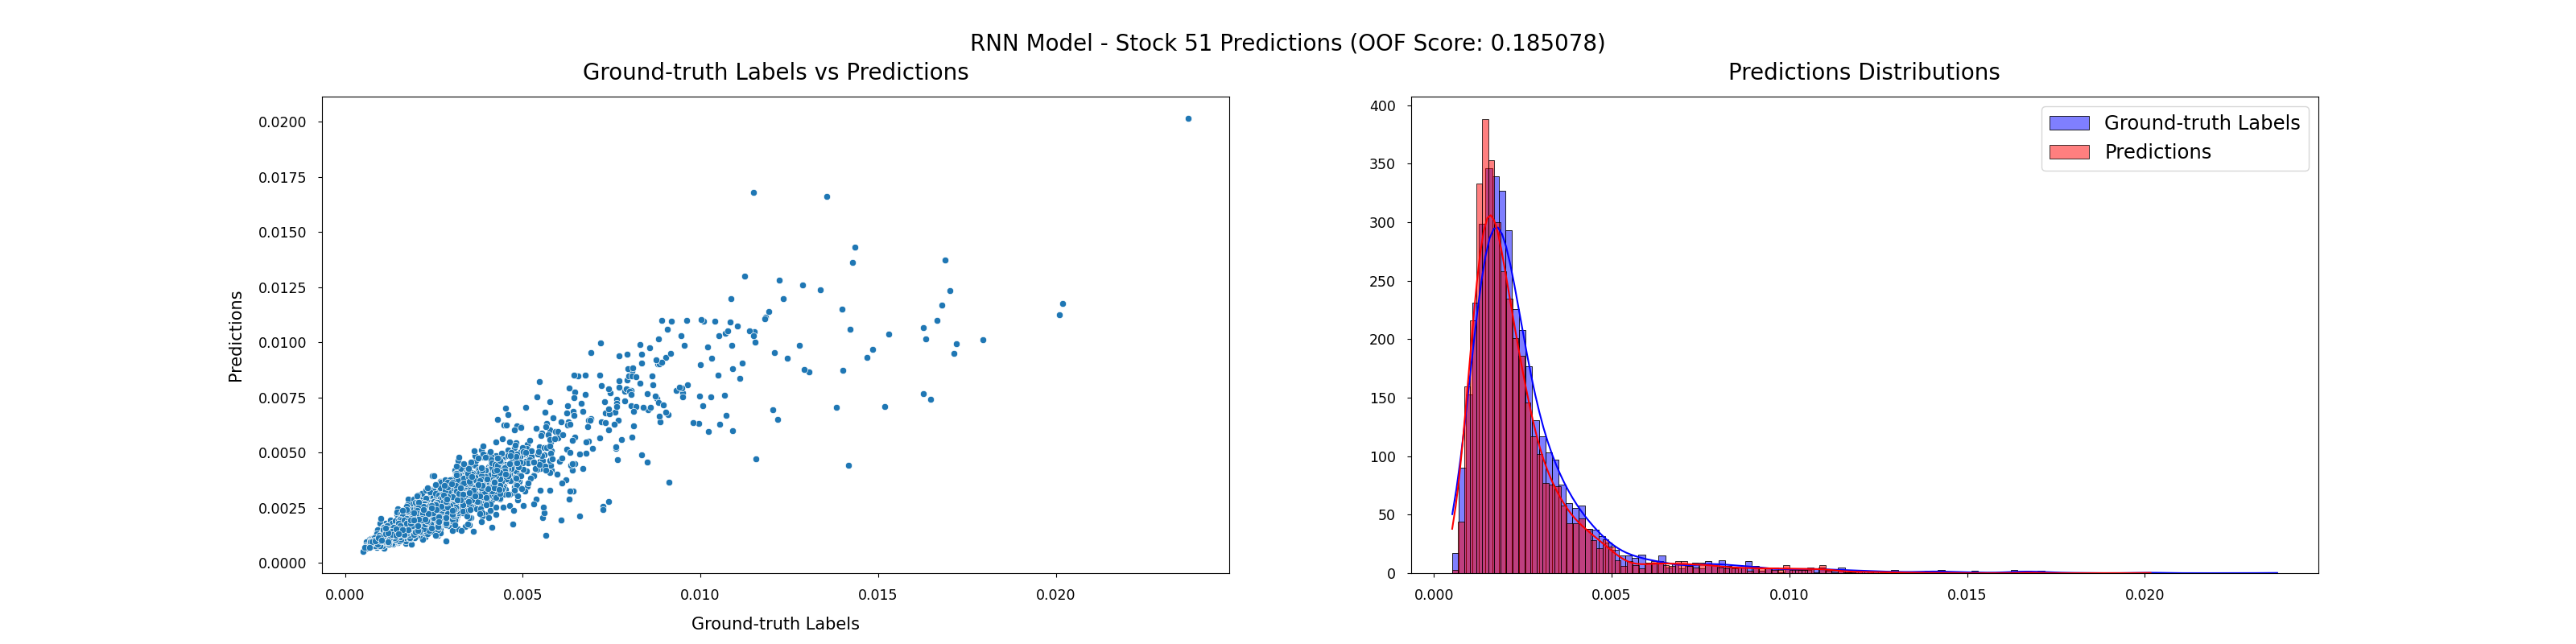 RNN Model - Stock 51 Predictions (OOF Score: 0.185078)
Ground-truth Labels vs Predictions
Predictions
0.0200
0.0175
0.0150
0.0125
0.0100
0.0075
0.0050
0.0025
0.0000
0.000 0.005 0.010 0.015 0.020
Ground-truth Labels
Predictions Distributions
400
350
300
250
200
150
100
50
0
0.000 0.005 0.010 0.015 0.020
Ground-truth Labels
Predictions